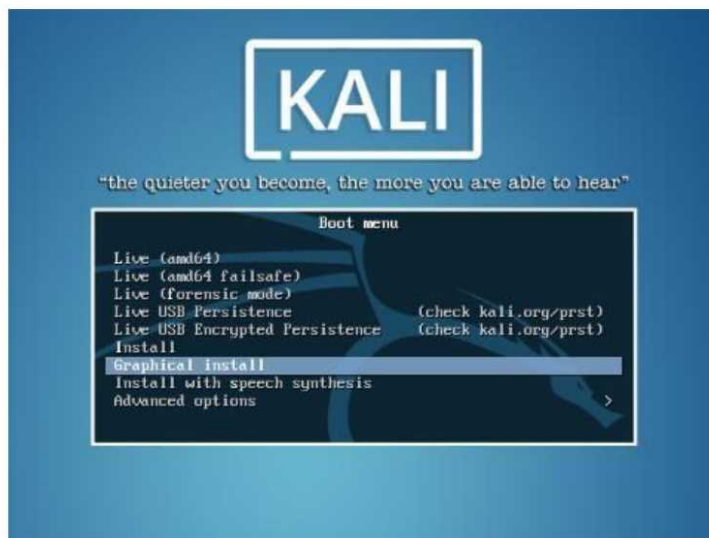 KALI
“the quieter you become, the more you are able to hear”
Boot menu
Live (amd64)
Live (amd64 failsafe)
Live (forensic mode)
Live USB Persistence (check kali.org/prst)
Live USB Encrypted Persistence (check kali.org/prst)
Install
Graphical install
Install with speech synthesis
Advanced options >